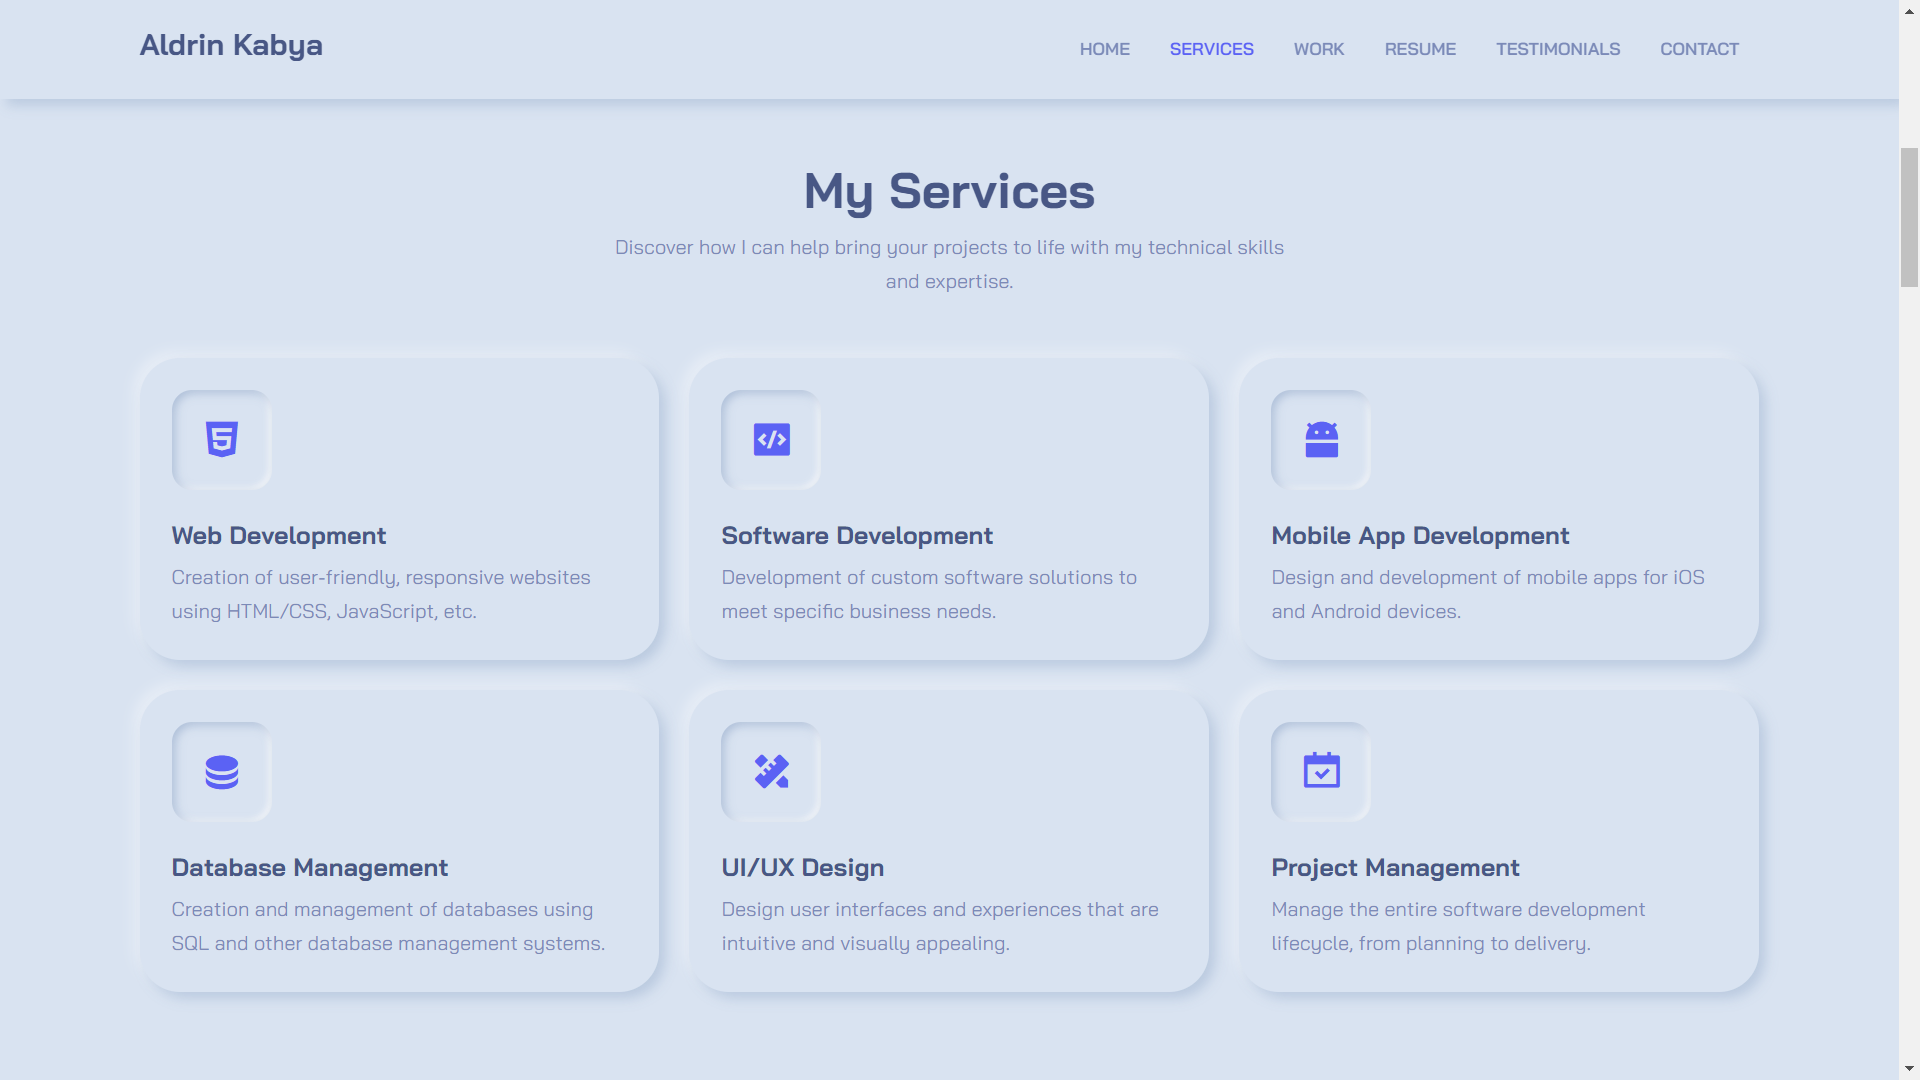 Aldrin Kabya
HOME
SERVICES
WORK
RESUME
TESTIMONIALS
CONTACT
My Services
Discover how I can help bring your projects to life with my technical skills
and expertise.
Web Development
Creation of user-friendly, responsive websites
using HTML/CSS, JavaScript, etc.
Software Development
Development of custom software solutions to
meet specific business needs.
Mobile App Development
Design and development of mobile apps for iOS
and Android devices.
Database Management
Creation and management of databases using
SQL and other database management systems.
UI/UX Design
Design user interfaces and experiences that are
intuitive and visually appealing.
Project Management
Manage the entire software development
lifecycle, from planning to delivery.